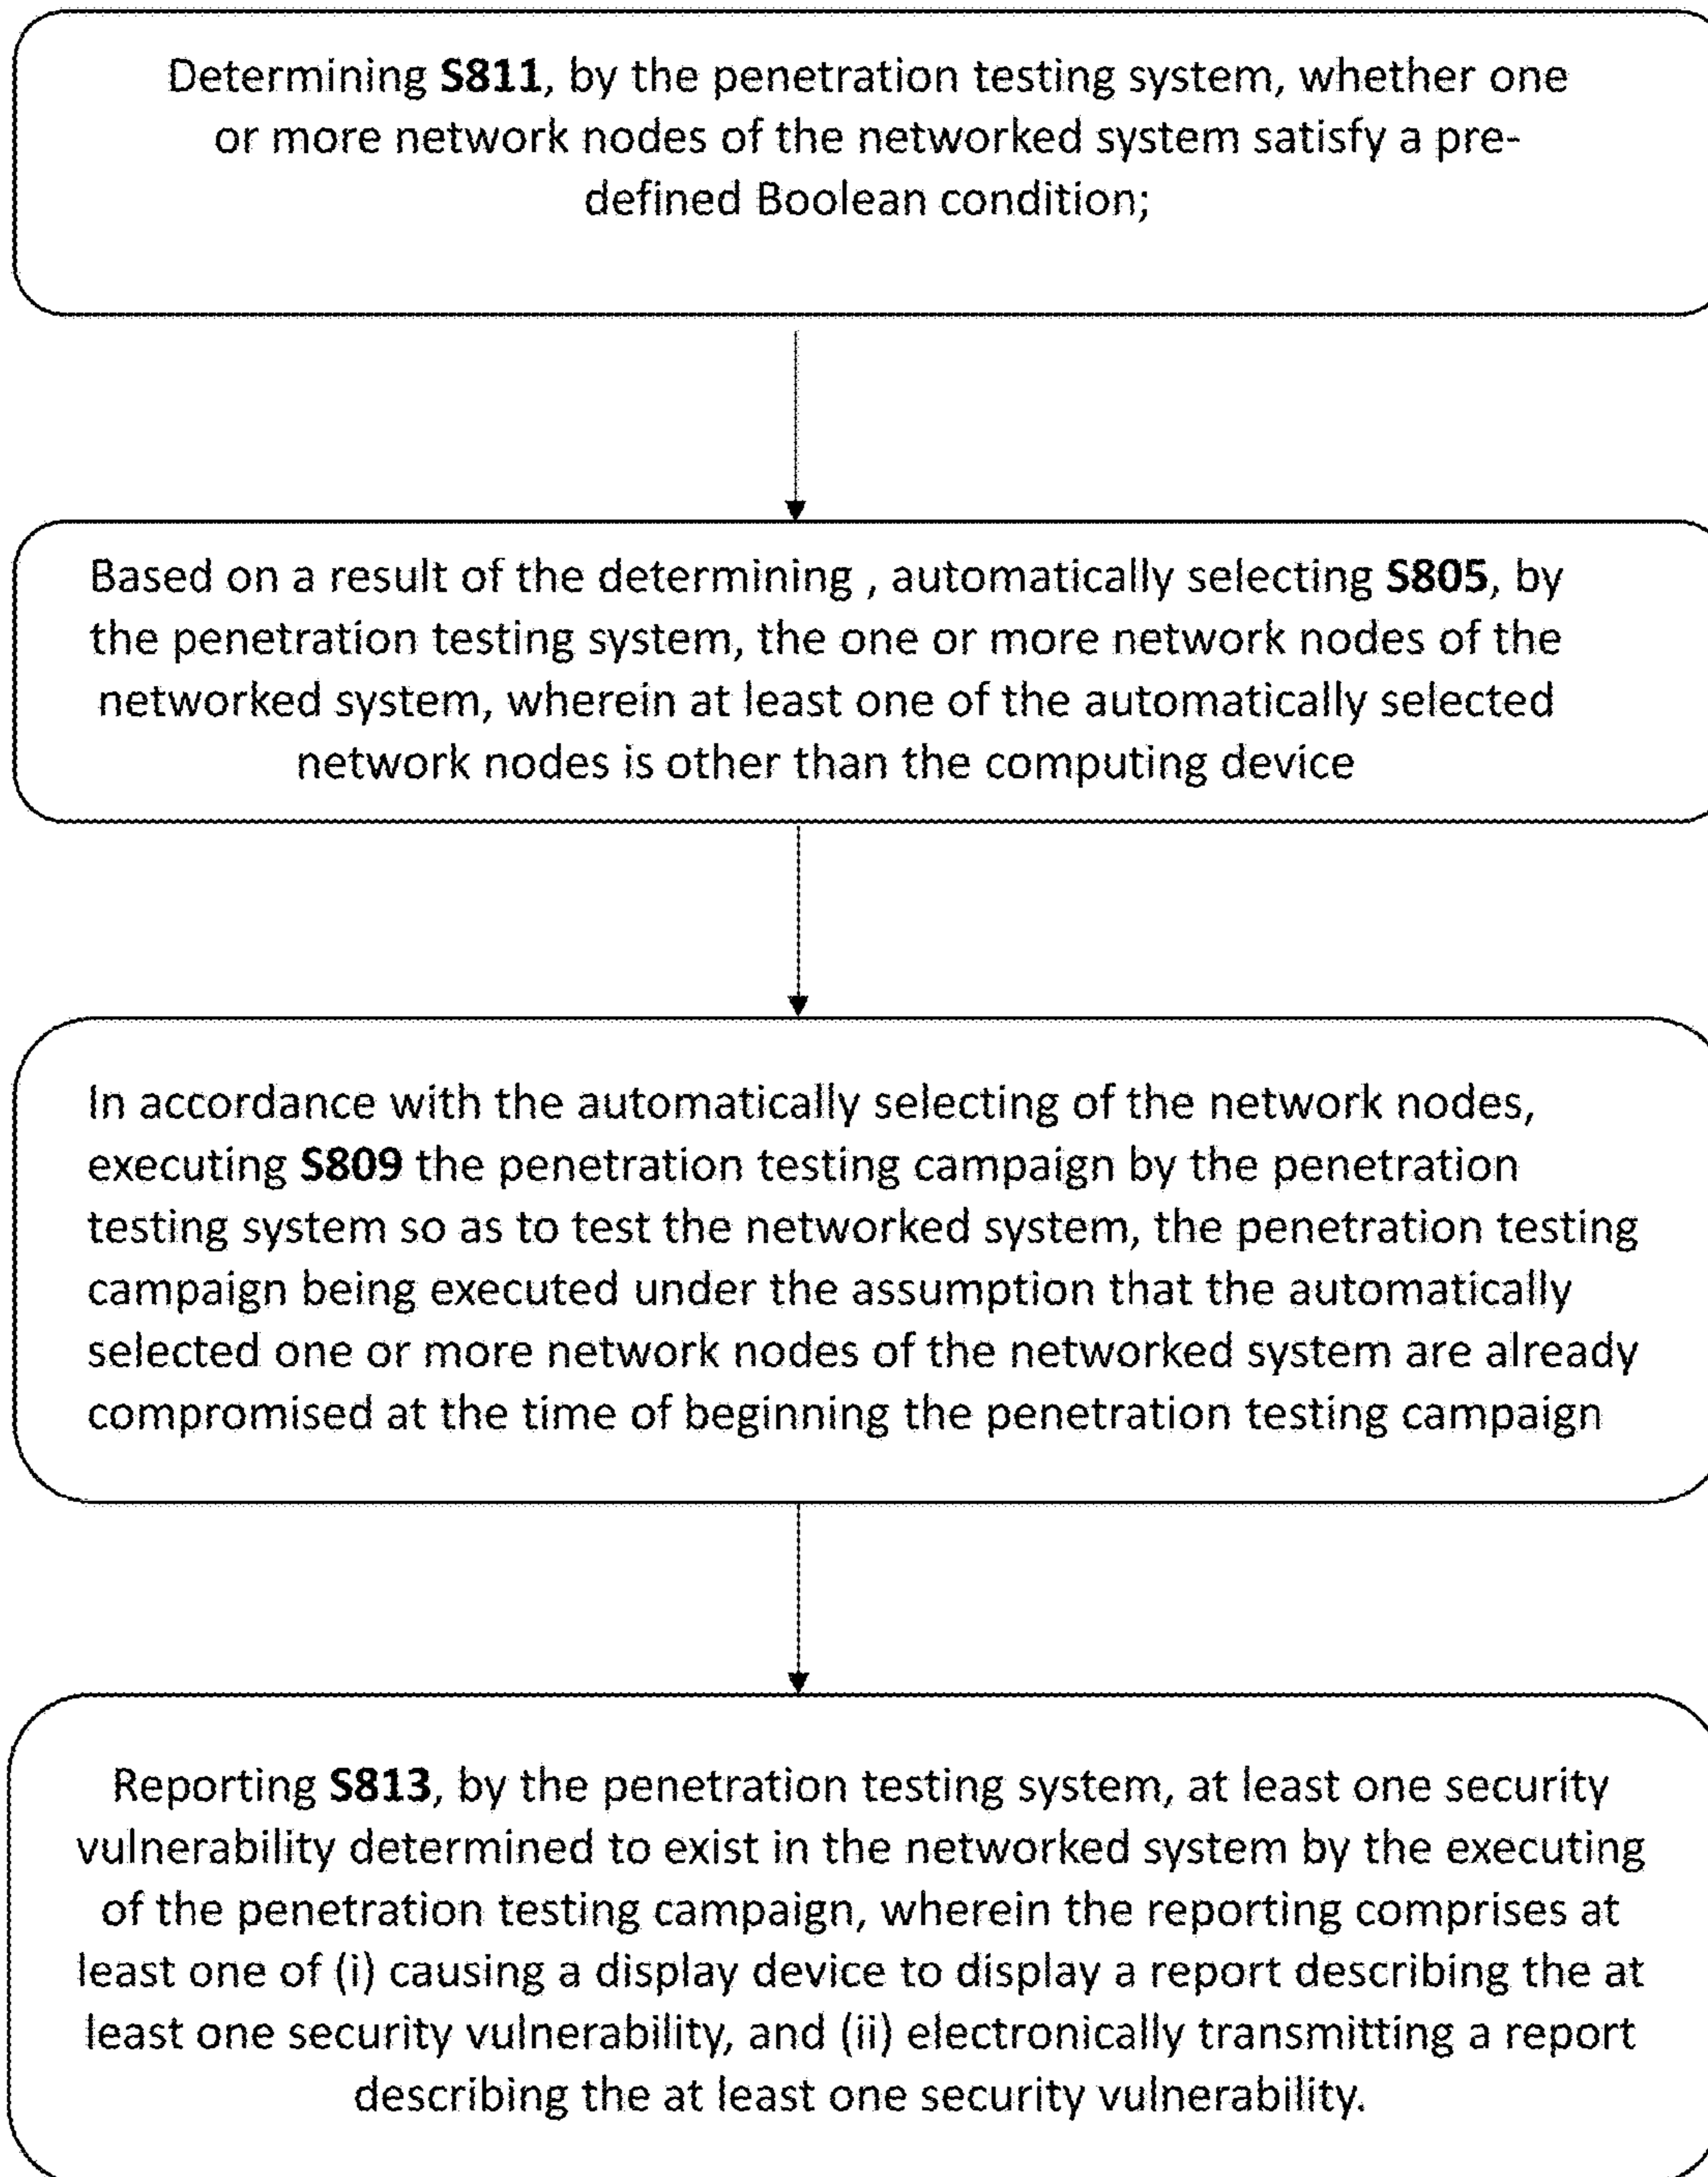 Determining S811, by the penetration testing system, whether one
or more network nodes of the networked system satisfy a pre-
defined Boolean condition;
Based on a result of the determining , automatically selecting S805, by
the penetration testing system, the one or more network nodes of the
networked system, wherein at least one of the automatically selected
network nodes is other than the computing device
In accordance with the automatically selecting of the network nodes,
executing S809 the penetration testing campaign by the penetration
testing system so as to test the networked system, the penetration testing
campaign being executed under the assumption that the automatically
selected one or more network nodes of the networked system are already
compromised at the time of beginning the penetration testing campaign
Reporting S813, by the penetration testing system, at least one security
vulnerability determined to exist in the networked system by the executing
of the penetration testing campaign, wherein the reporting comprises at
least one of (i) causing a display device to display a report describing the at
least one security vulnerability, and (ii) electronically transmitting a report
describing the at least one security vulnerability.